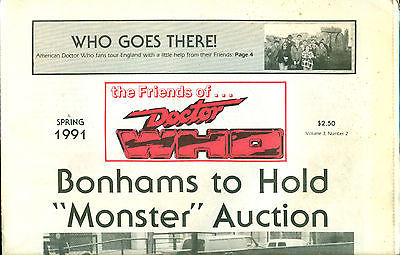 WHO GOES THERE!
American Doctor Who fans tour England with a little help from their Friends: Page 4
the Friends of...
Doctor
WHO
SPRING
1991
$2.50
Volume 3, Number 2
Bonhams to Hold
"Monster" Auction